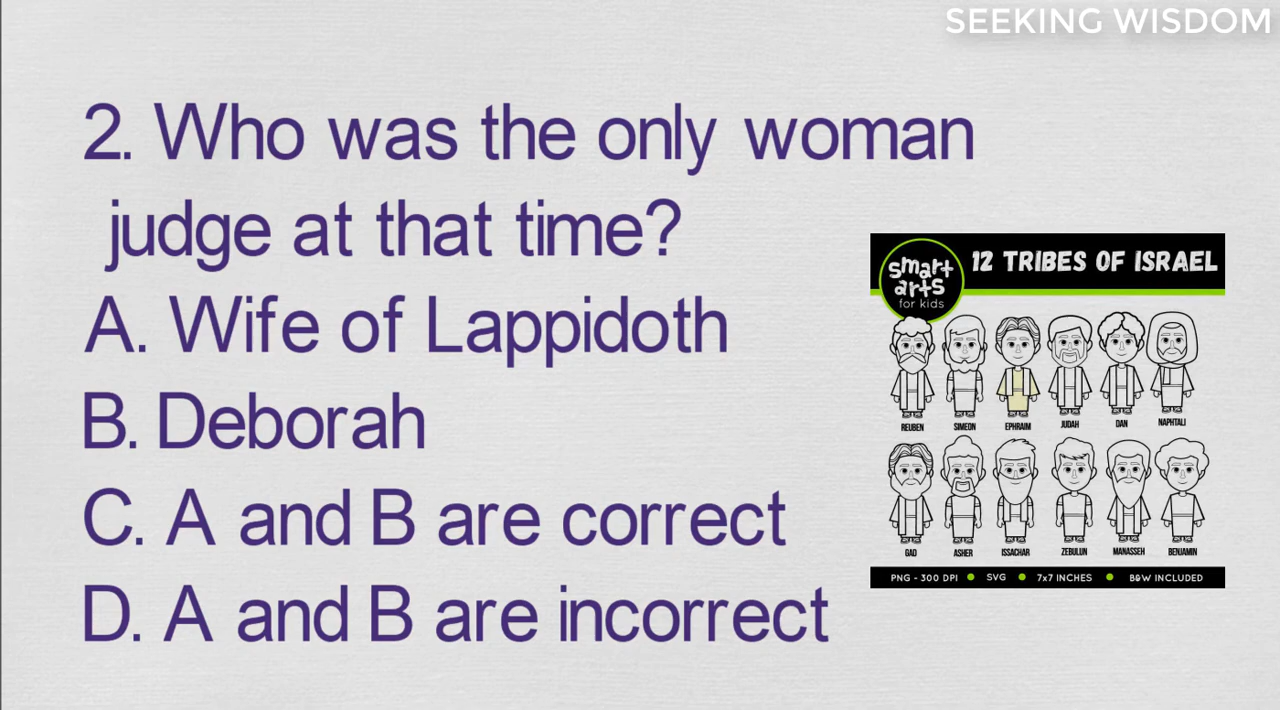 SEEKING WISDOM
2. Who was the only woman
judge at that time?
A. Wife of Lappidoth
B. Deborah
C. A and B are correct
D. A and B are incorrect
smart
arts
for kids
12 TRIBES OF ISRAEL
REUBEN SIMEON EPHRAIM JUDAH DAN NAPHTALI
GAD ASHER ISSACHAR ZEBULUN MANASSEH BENJAMIN
PNG - 300 DPI ● SVG ● 7x7 INCHES ● B&W INCLUDED